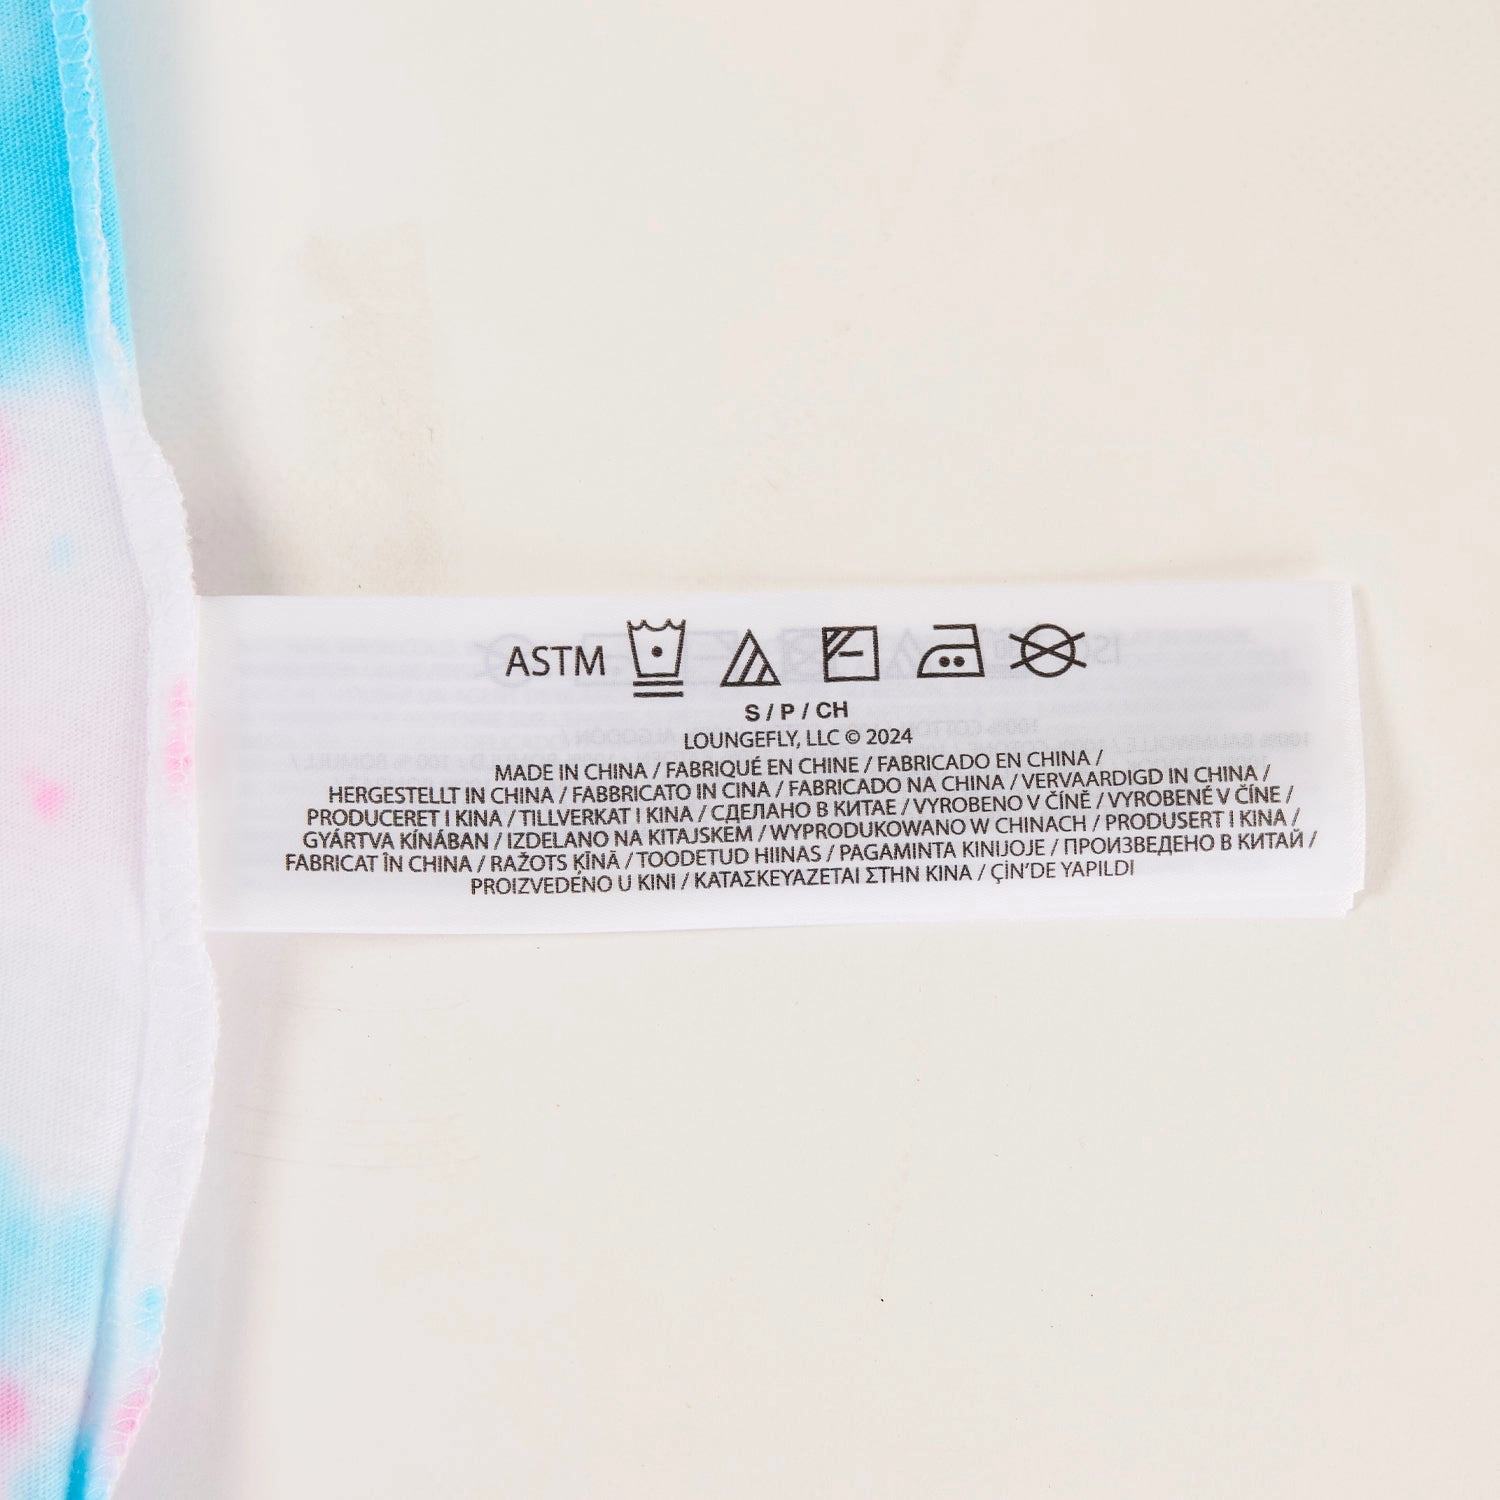 ASTM
S / P / CH
LOUNGEFLY, LLC © 2024
MADE IN CHINA / FABRIQUÉ EN CHINE / FABRICADO EN CHINA /
HERGESTELLT IN CHINA / FABBRICATO IN CINA / FABRICADO NA CHINA / VERVAARDIGD IN CHINA /
PRODUCERET I KINA / TILLVERKAT I KINA / СДЕЛАНО В КИТАЕ / VYROBENO V ČÍNĚ / VYROBENÉ V ČÍNE /
GYÁRTVA KÍNÁBAN / IZDELANO NA KITAJSKEM / WYPRODUKOWANO W CHINACH / PRODUSERT I KINA /
FABRICAT ÎN CHINA / RAŽOTS ĶĪNĀ / TOODETUD HIINAS / PAGAMINTA KINIJOJE / ПРОИЗВЕДЕНО В КИТАЙ /
PROIZVEDENO U KINI / ΚΑΤΑΣΚΕΥΑΖΕΤΑΙ ΣΤΗΝ ΚΙΝΑ / ÇİN'DE YAPILDI